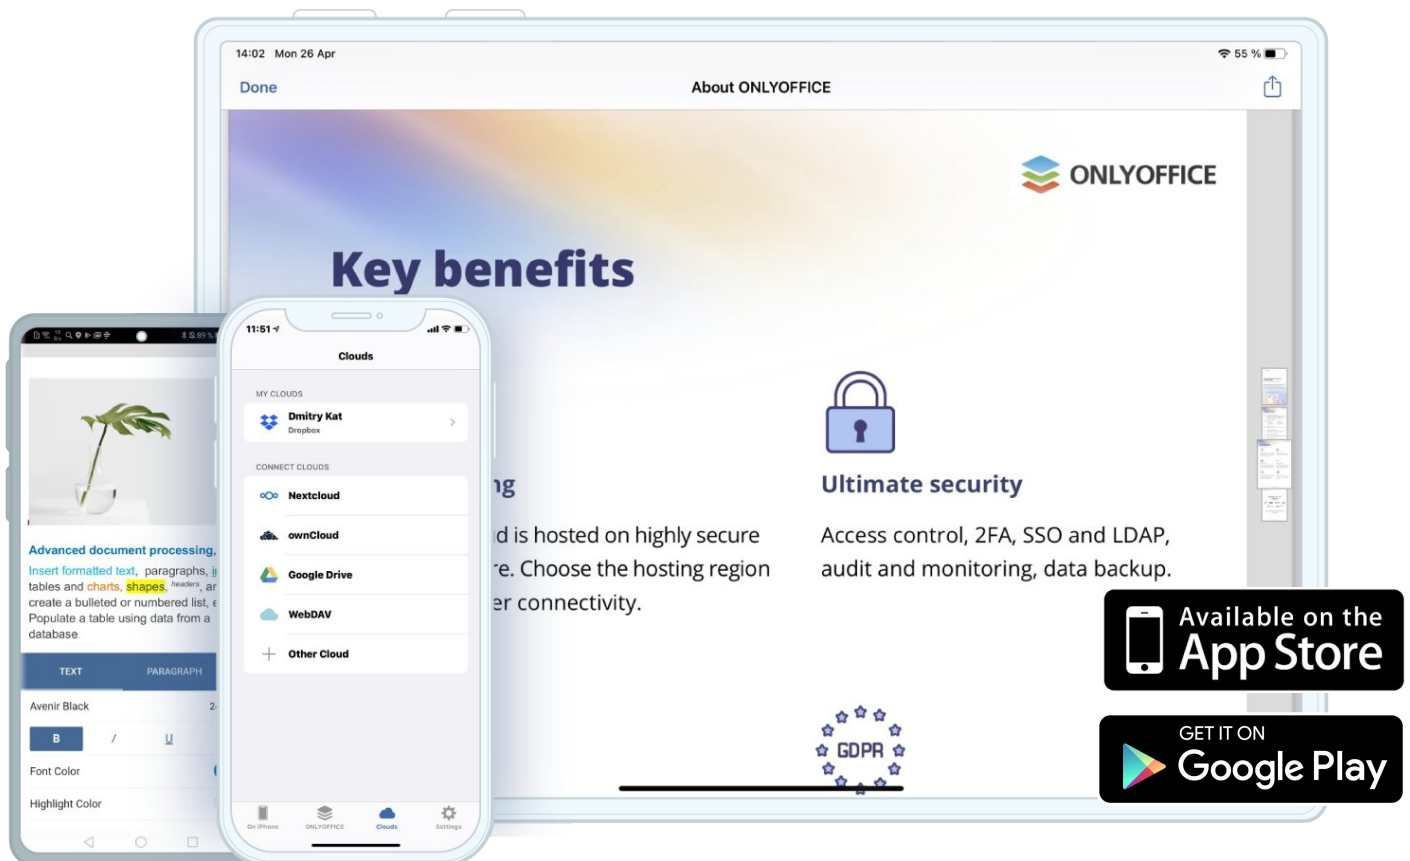 14:02 Mon 26 Apr
55 %
Done
About ONLYOFFICE
ONLYOFFICE
Key benefits
ng
d is hosted on highly secure
re. Choose the hosting region
er connectivity.
Ultimate security
Access control, 2FA, SSO and LDAP,
audit and monitoring, data backup.
GDPR
89 %
Advanced document processing,
Insert formatted text, paragraphs, i
tables and charts, shapes, headers, ar
create a bulleted or numbered list, e
Populate a table using data from a
database.
TEXT PARAGRAPH
Avenir Black 2
B I U
Font Color
Highlight Color
11:51
Clouds
MY CLOUDS
Dmitry Kat
Dropbox
CONNECT CLOUDS
Nextcloud
ownCloud
Google Drive
WebDAV
Other Cloud
On iPhone ONLYOFFICE Clouds Settings
Available on the
App Store
GET IT ON
Google Play